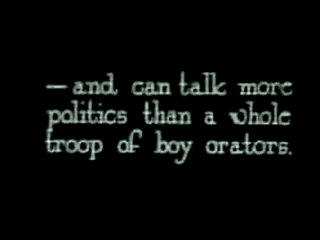 —and can talk more
politics than a whole
troop of boy orators.